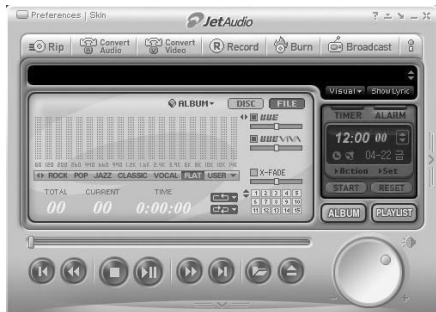 Preferences | Skin
JetAudio
Rip Convert Audio Convert Video Record Burn Broadcast
Visual Show Lyric
ALBUM DISC FILE
TIMER ALARM
BBE
12:00 00
BBE VIVA
04-22 금
Action Set
X-FADE
ROCK POP JAZZ CLASSIC VOCAL FLAT USER
START RESET
TOTAL CURRENT TIME
00 00 0:00:00
1 2 3 4 5
6 7 8 9 10
11 12 13 14 15
ALBUM PLAYLIST